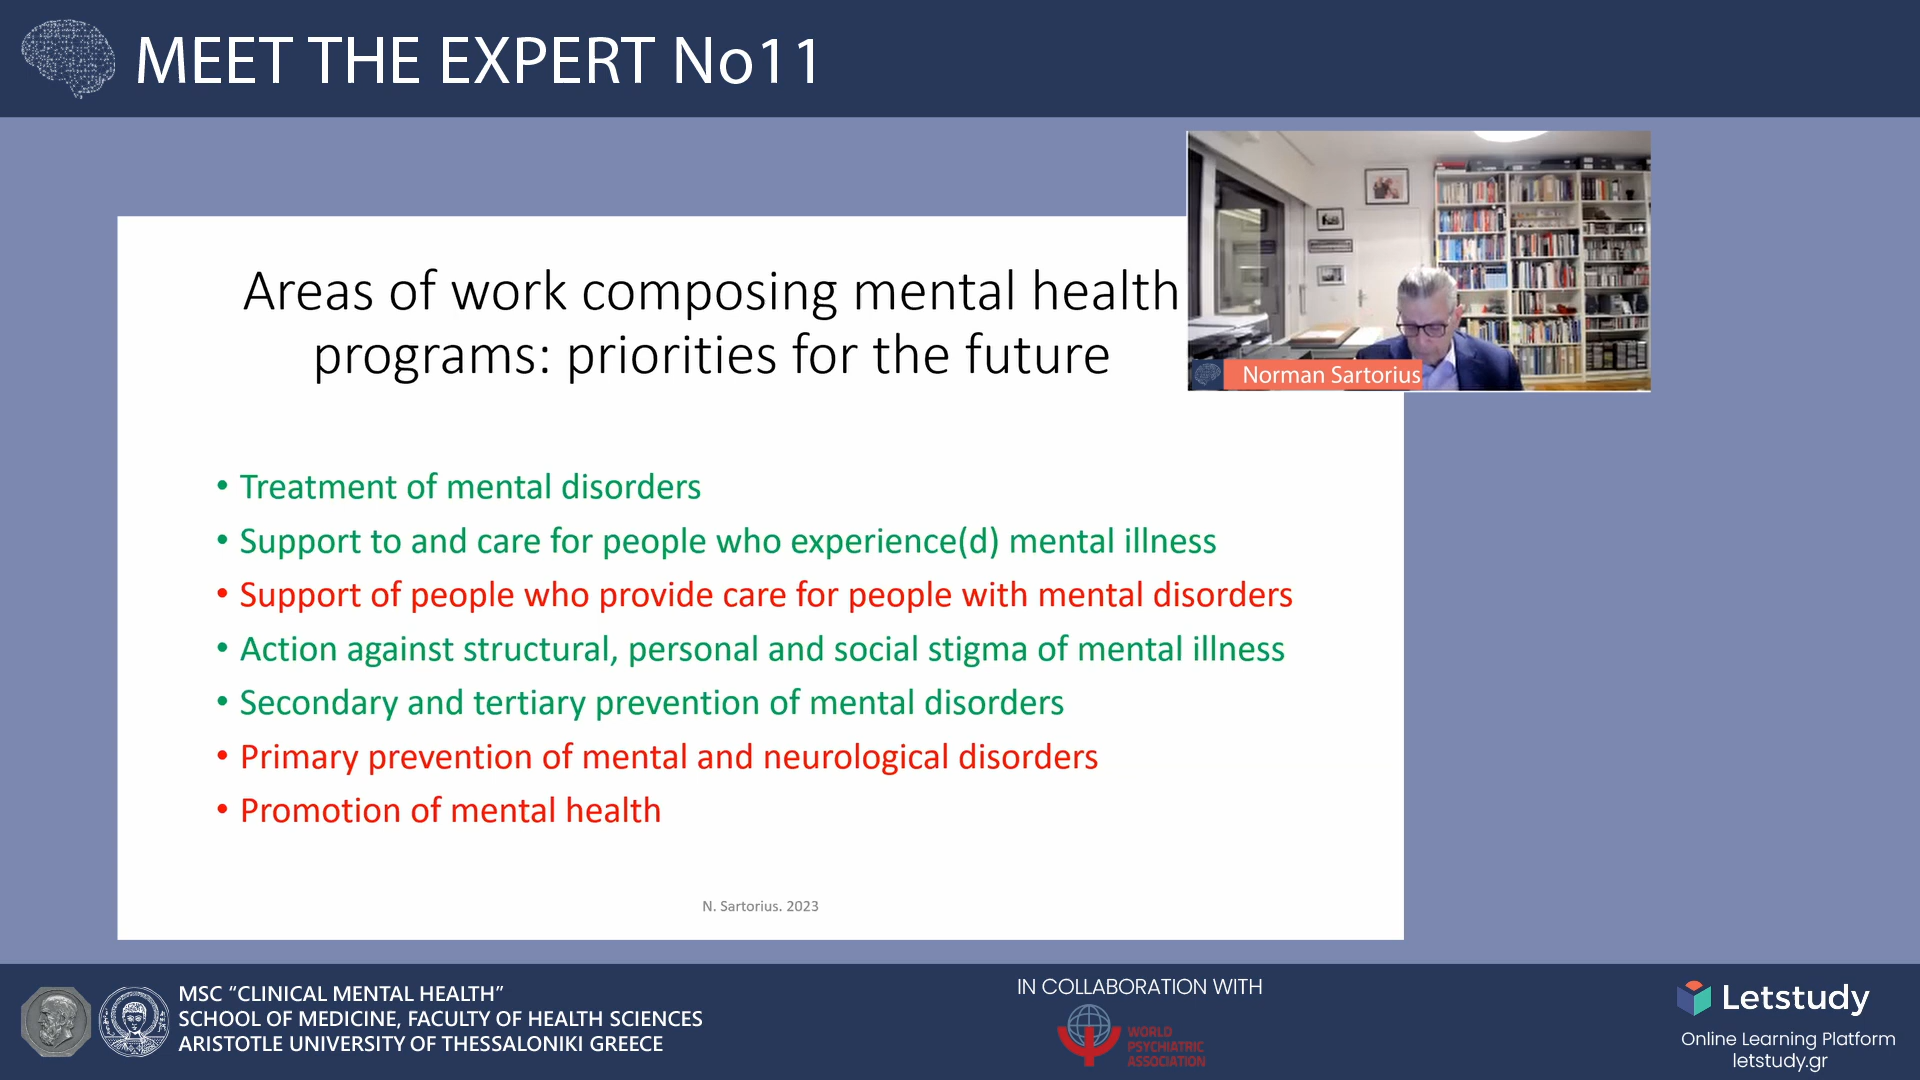 MEET THE EXPERT No11
Areas of work composing mental health
programs: priorities for the future
Norman Sartorius
• Treatment of mental disorders
• Support to and care for people who experience(d) mental illness
• Support of people who provide care for people with mental disorders
• Action against structural, personal and social stigma of mental illness
• Secondary and tertiary prevention of mental disorders
• Primary prevention of mental and neurological disorders
• Promotion of mental health
N. Sartorius. 2023
MSC “CLINICAL MENTAL HEALTH”
SCHOOL OF MEDICINE, FACULTY OF HEALTH SCIENCES
ARISTOTLE UNIVERSITY OF THESSALONIKI GREECE
IN COLLABORATION WITH
WORLD
PSYCHIATRIC
ASSOCIATION
Letstudy
Online Learning Platform
letstudy.gr